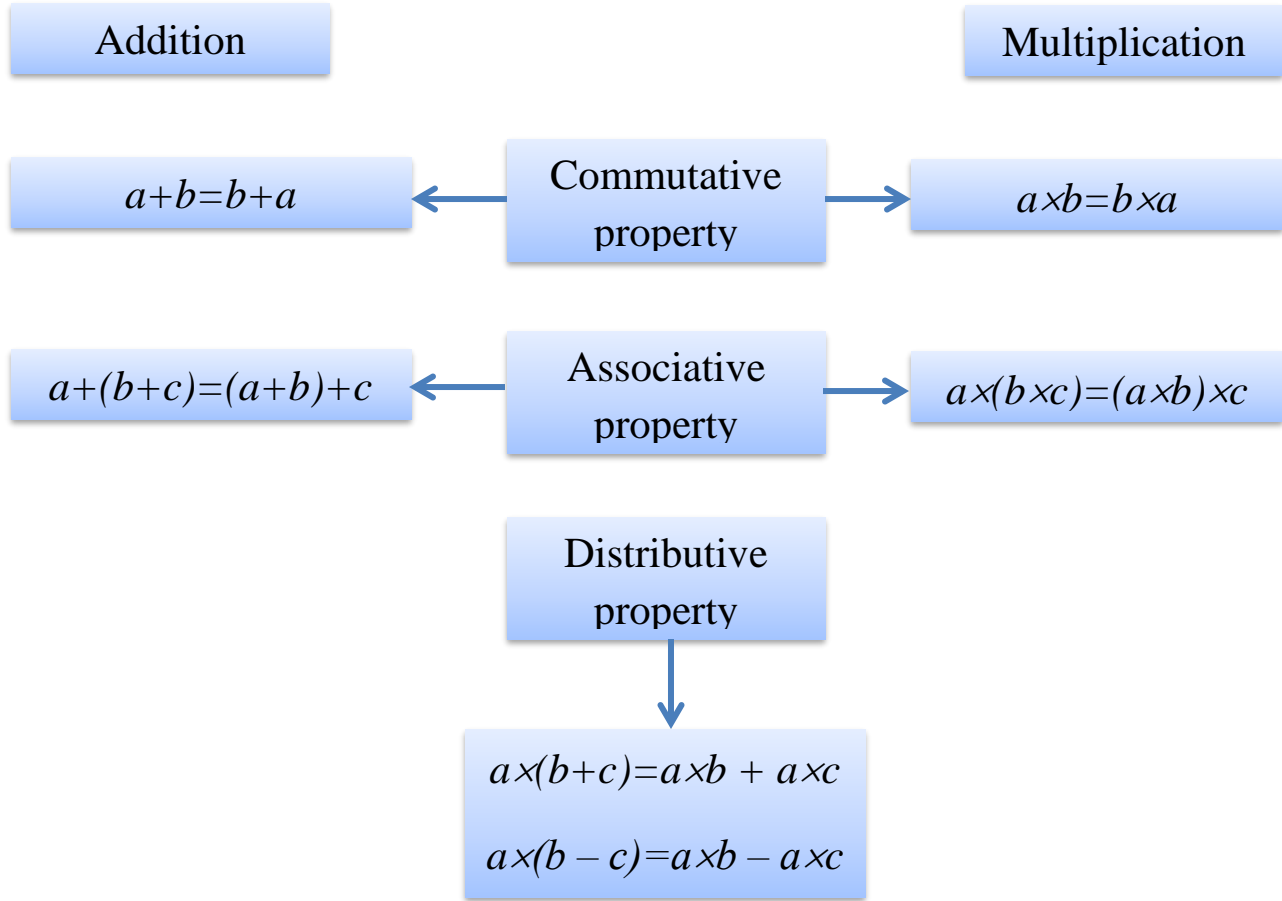 Addition
Multiplication
a+b=b+a
Commutative
property
a×b=b×a
a+(b+c)=(a+b)+c
Associative
property
a×(b×c)=(a×b)×c
Distributive
property
a×(b+c)=a×b + a×c
a×(b – c)=a×b – a×c